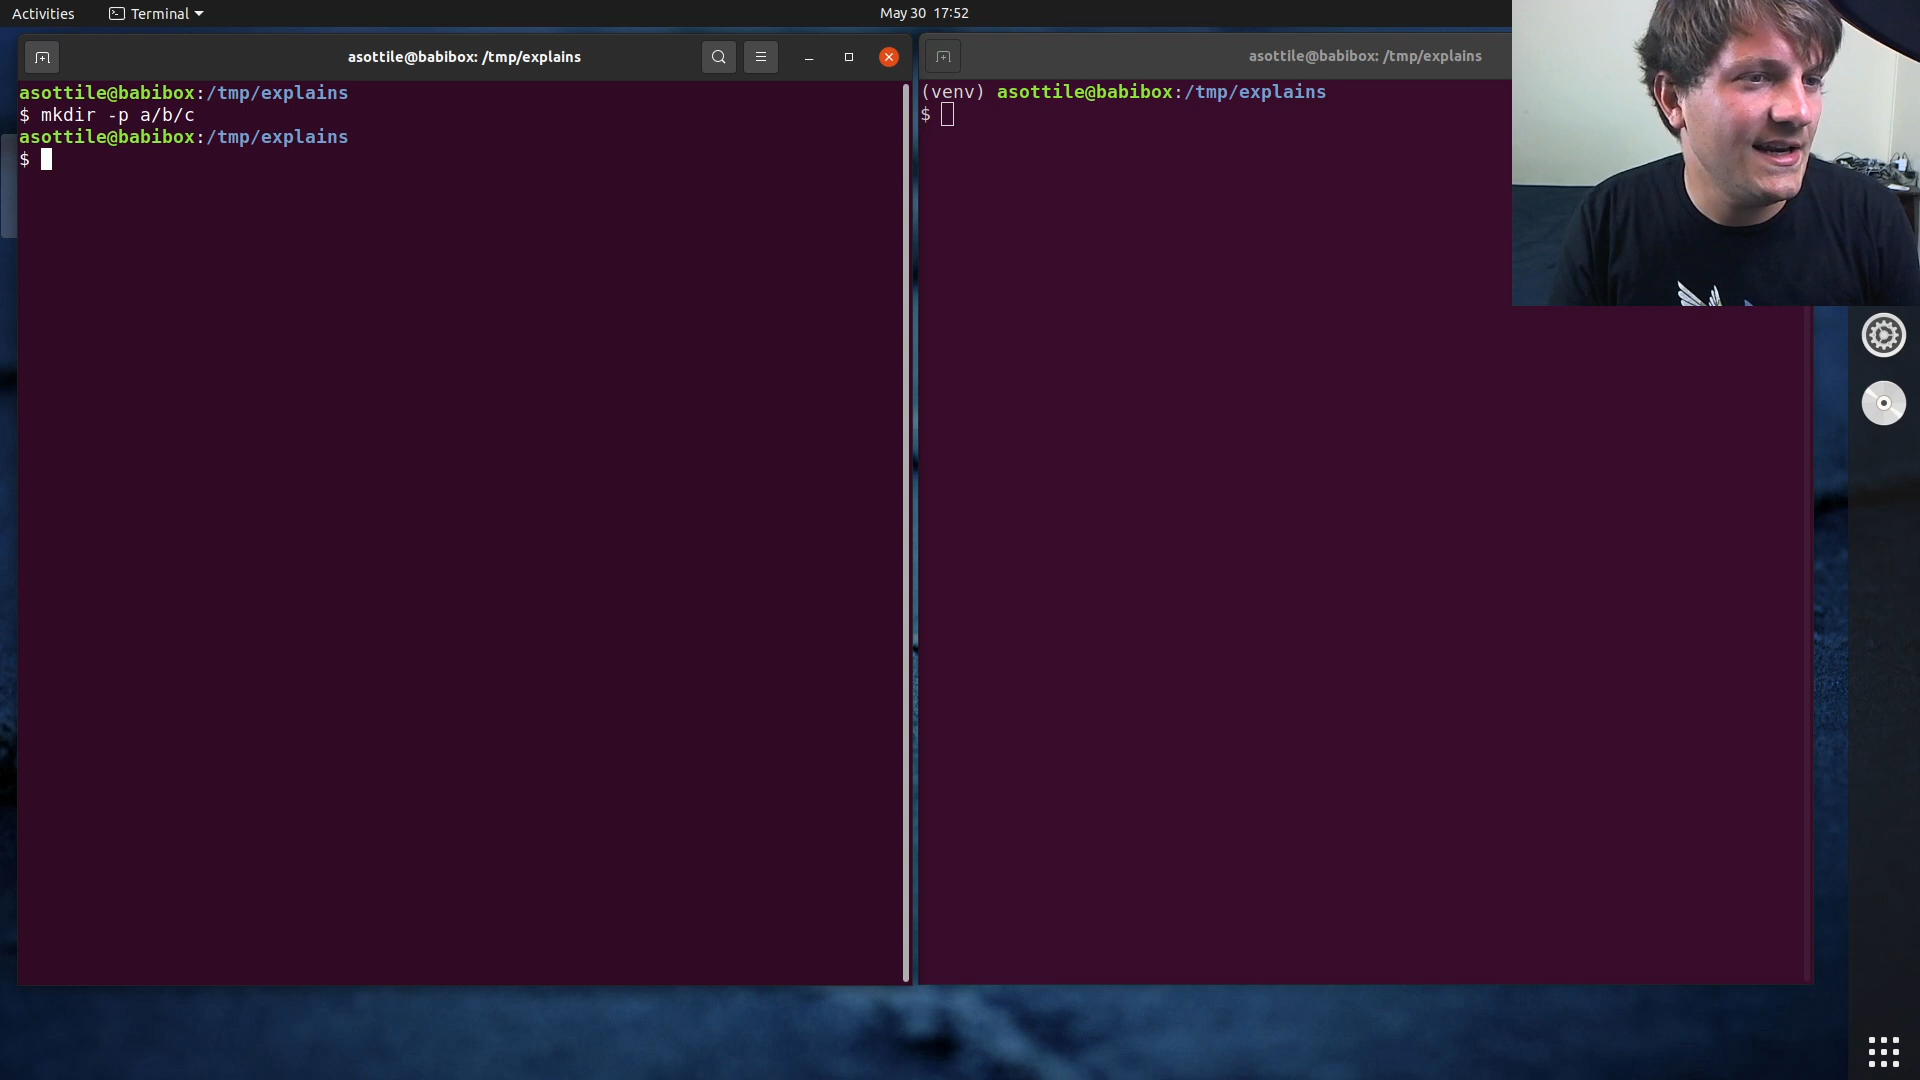 Activities
Terminal
May 30 17:52
asottile@babibox: /tmp/explains
asottile@babibox:/tmp/explains
$ mkdir -p a/b/c
asottile@babibox:/tmp/explains
$
asottile@babibox: /tmp/explains
(venv) asottile@babibox:/tmp/explains
$